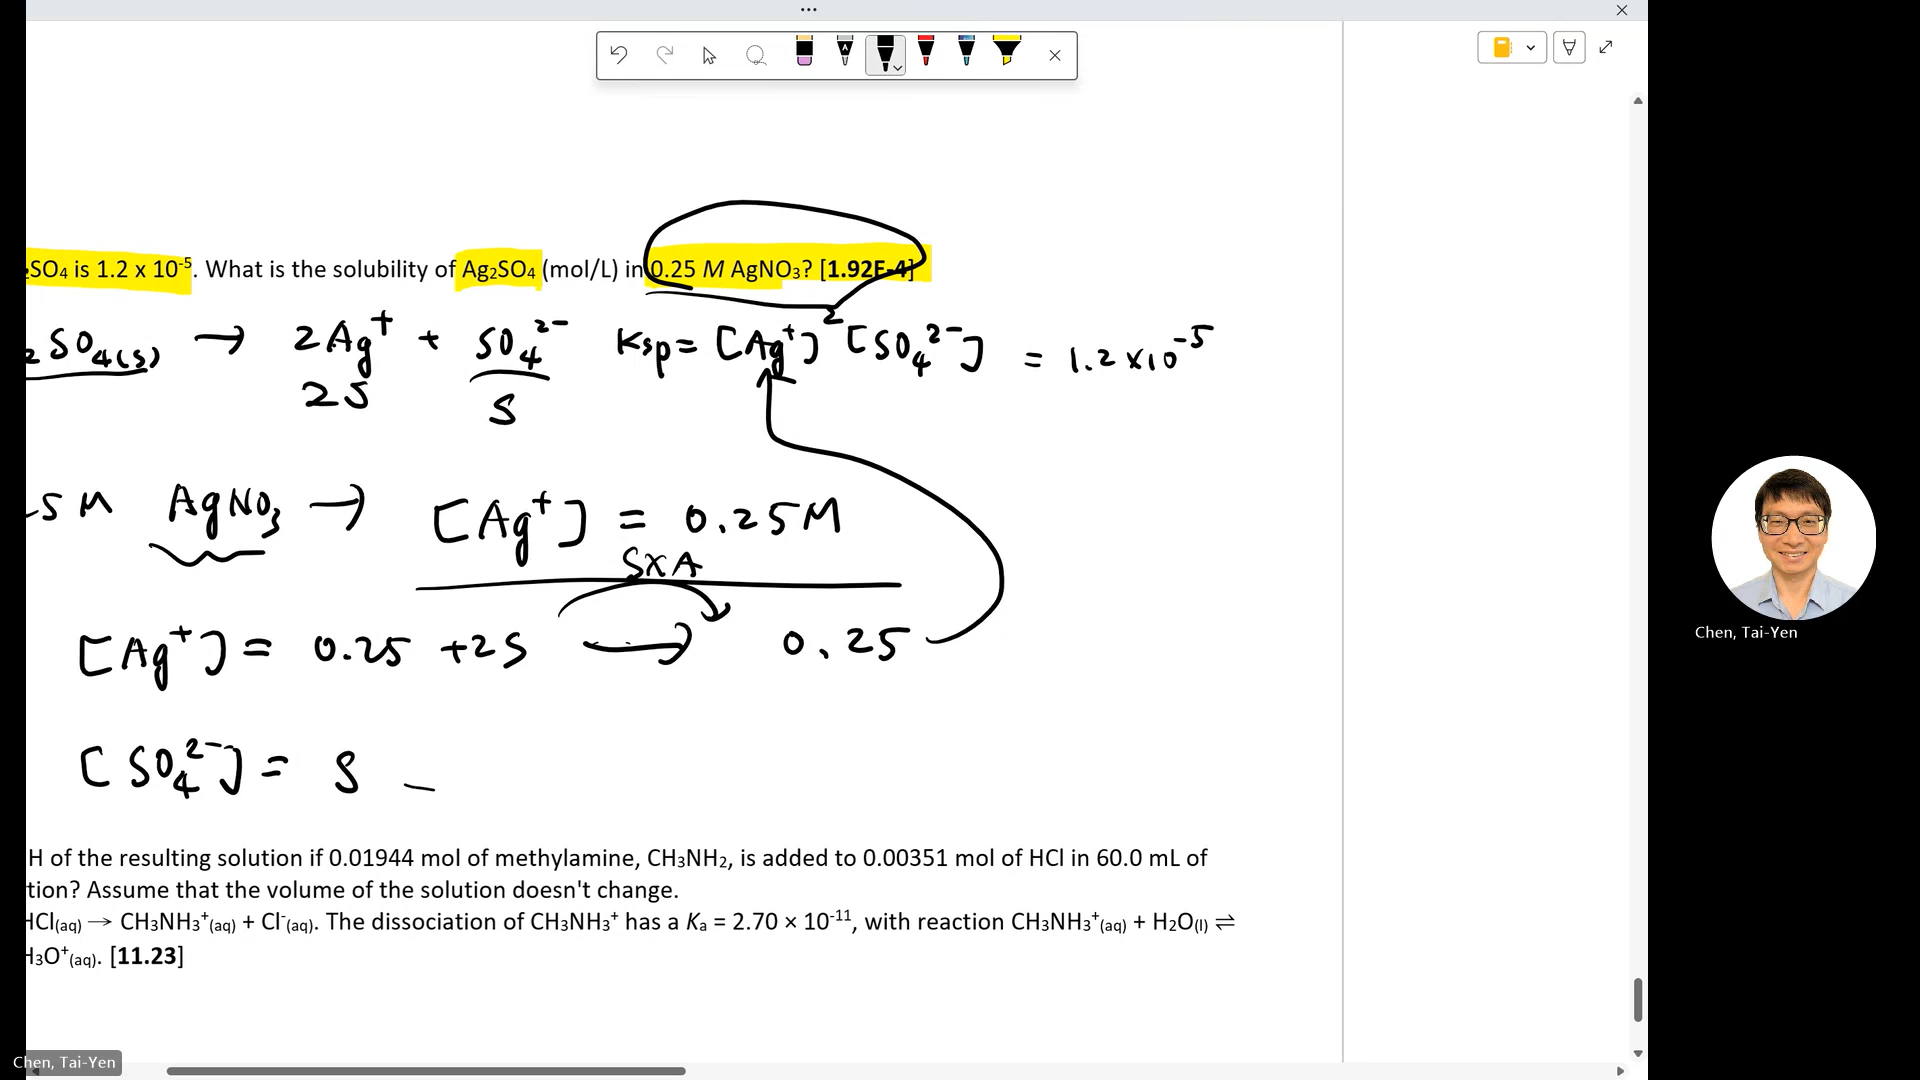 ₂SO₄ is 1.2 x 10⁻⁵. What is the solubility of Ag₂SO₄ (mol/L) in 0.25 M AgNO₃? [1.92E-4]
₂SO₄(s) → 2Ag⁺ + SO₄²⁻ Ksp = [Ag⁺]² [SO₄²⁻] = 1.2 x 10⁻⁵
2S S
5 M AgNO₃ → [Ag⁺] = 0.25 M
SXA
[Ag⁺] = 0.25 + 2S → 0.25
[SO₄²⁻] = S
H of the resulting solution if 0.01944 mol of methylamine, CH₃NH₂, is added to 0.00351 mol of HCl in 60.0 mL of
tion? Assume that the volume of the solution doesn't change.
HCl(aq) → CH₃NH₃⁺(aq) + Cl⁻(aq). The dissociation of CH₃NH₃⁺ has a Kₐ = 2.70 × 10⁻¹¹, with reaction CH₃NH₃⁺(aq) + H₂O(l) ⇌
H₃O⁺(aq). [11.23]
Chen, Tai-Yen
Chen, Tai-Yen